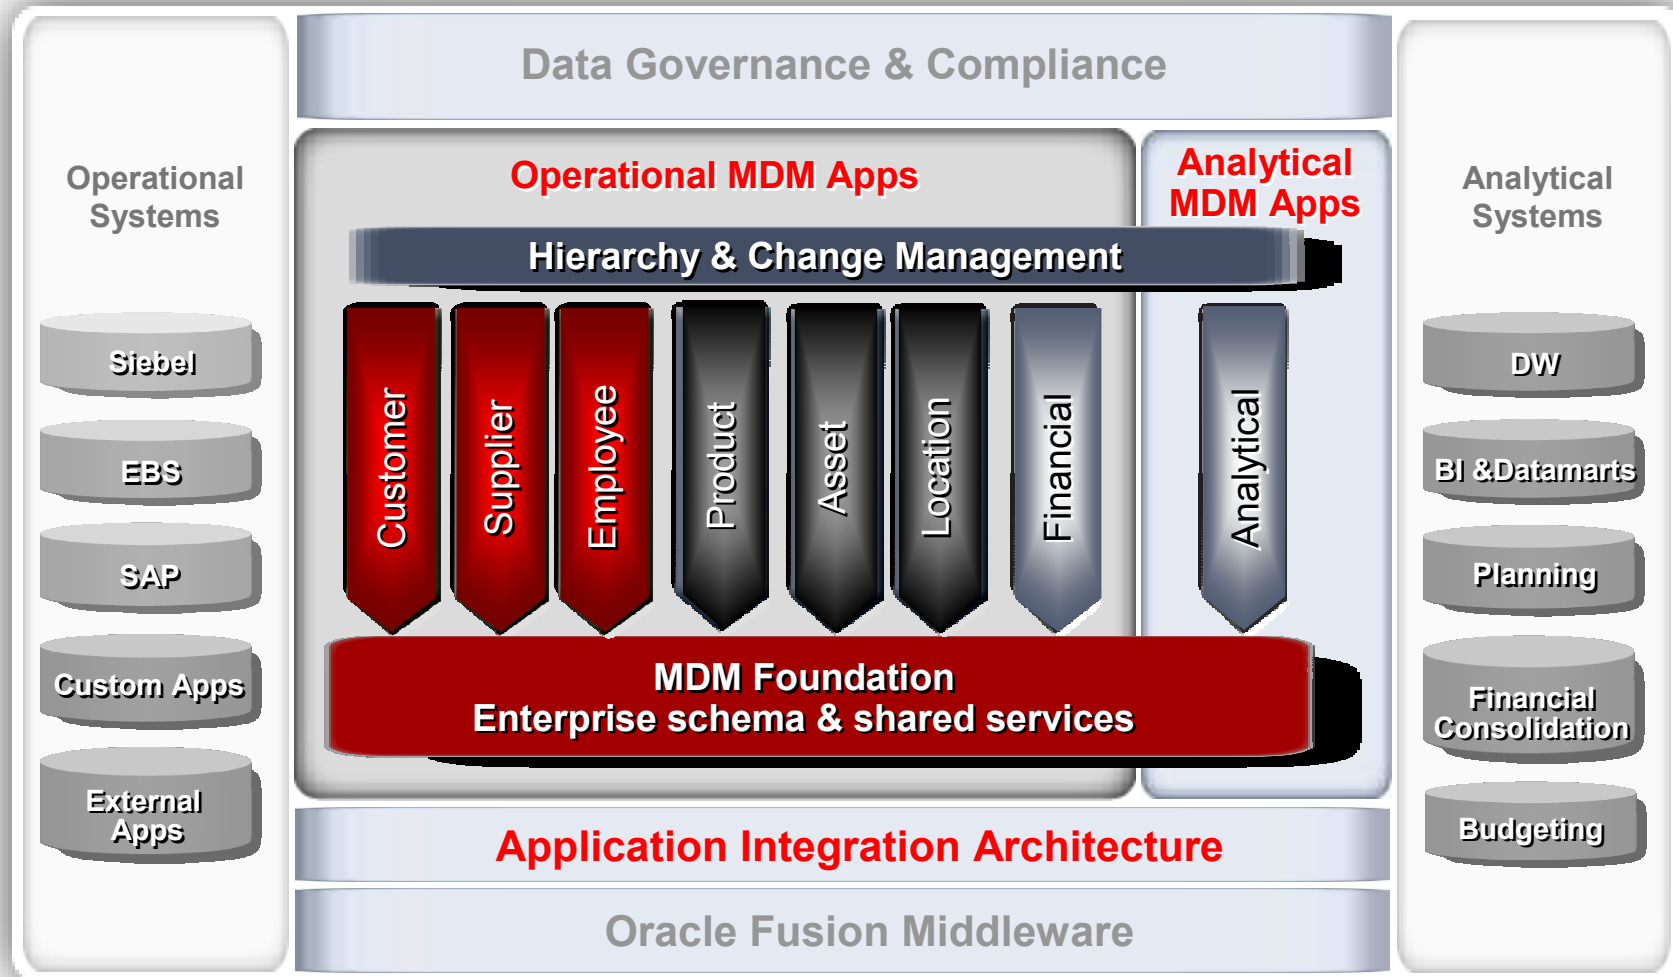 Data Governance & Compliance
Operational
Systems
Siebel
EBS
SAP
Custom Apps
External
Apps
Operational MDM Apps
Analytical
MDM Apps
Hierarchy & Change Management
Customer
Supplier
Employee
Product
Asset
Location
Financial
Analytical
MDM Foundation
Enterprise schema & shared services
Application Integration Architecture
Oracle Fusion Middleware
Analytical
Systems
DW
BI &Datamarts
Planning
Financial
Consolidation
Budgeting